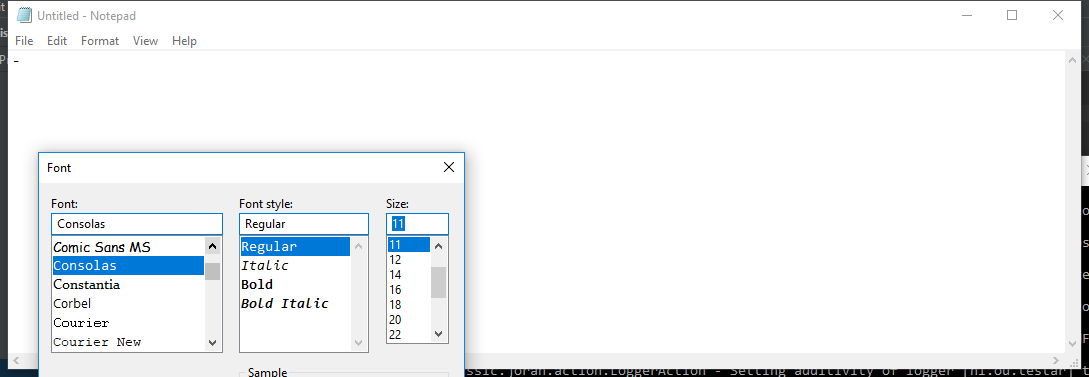 Untitled - Notepad
File Edit Format View Help
-
Font
Font: Font style: Size:
Consolas Regular 11
Comic Sans MS Regular 11
Consolas Italic 12
Constantia Bold 14
Corbel Bold Italic 16
Courier 18
Courier New 20
22
Sample
ssic.joran.action.LoggerAction - Setting additivity of logger [nl.ou.testar] t